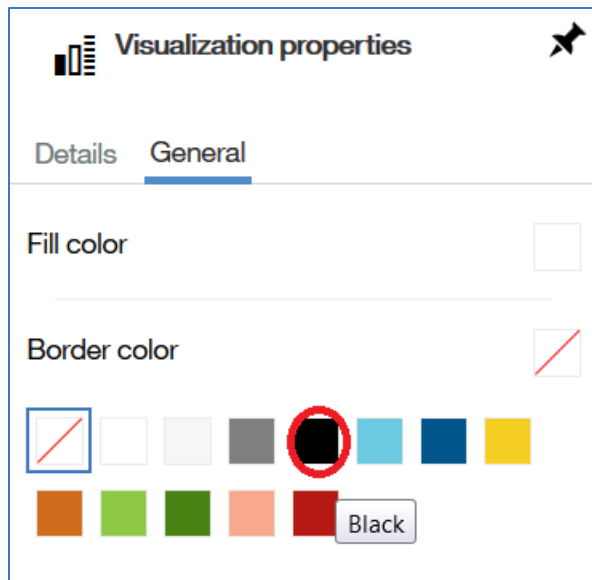 Visualization properties
Details General
Fill color
Border color
Black